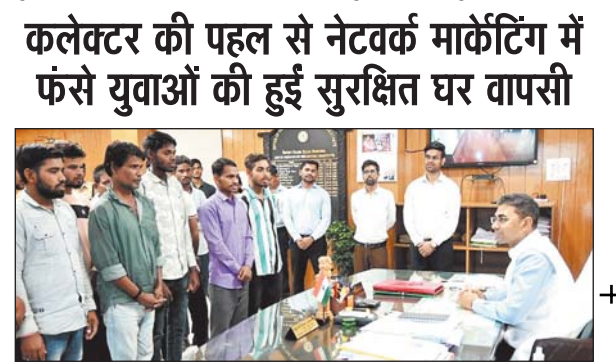 कलेक्टर की पहल से नेटवर्क मार्केटिंग में
फंसे युवाओं की हुई सुरक्षित घर वापसी